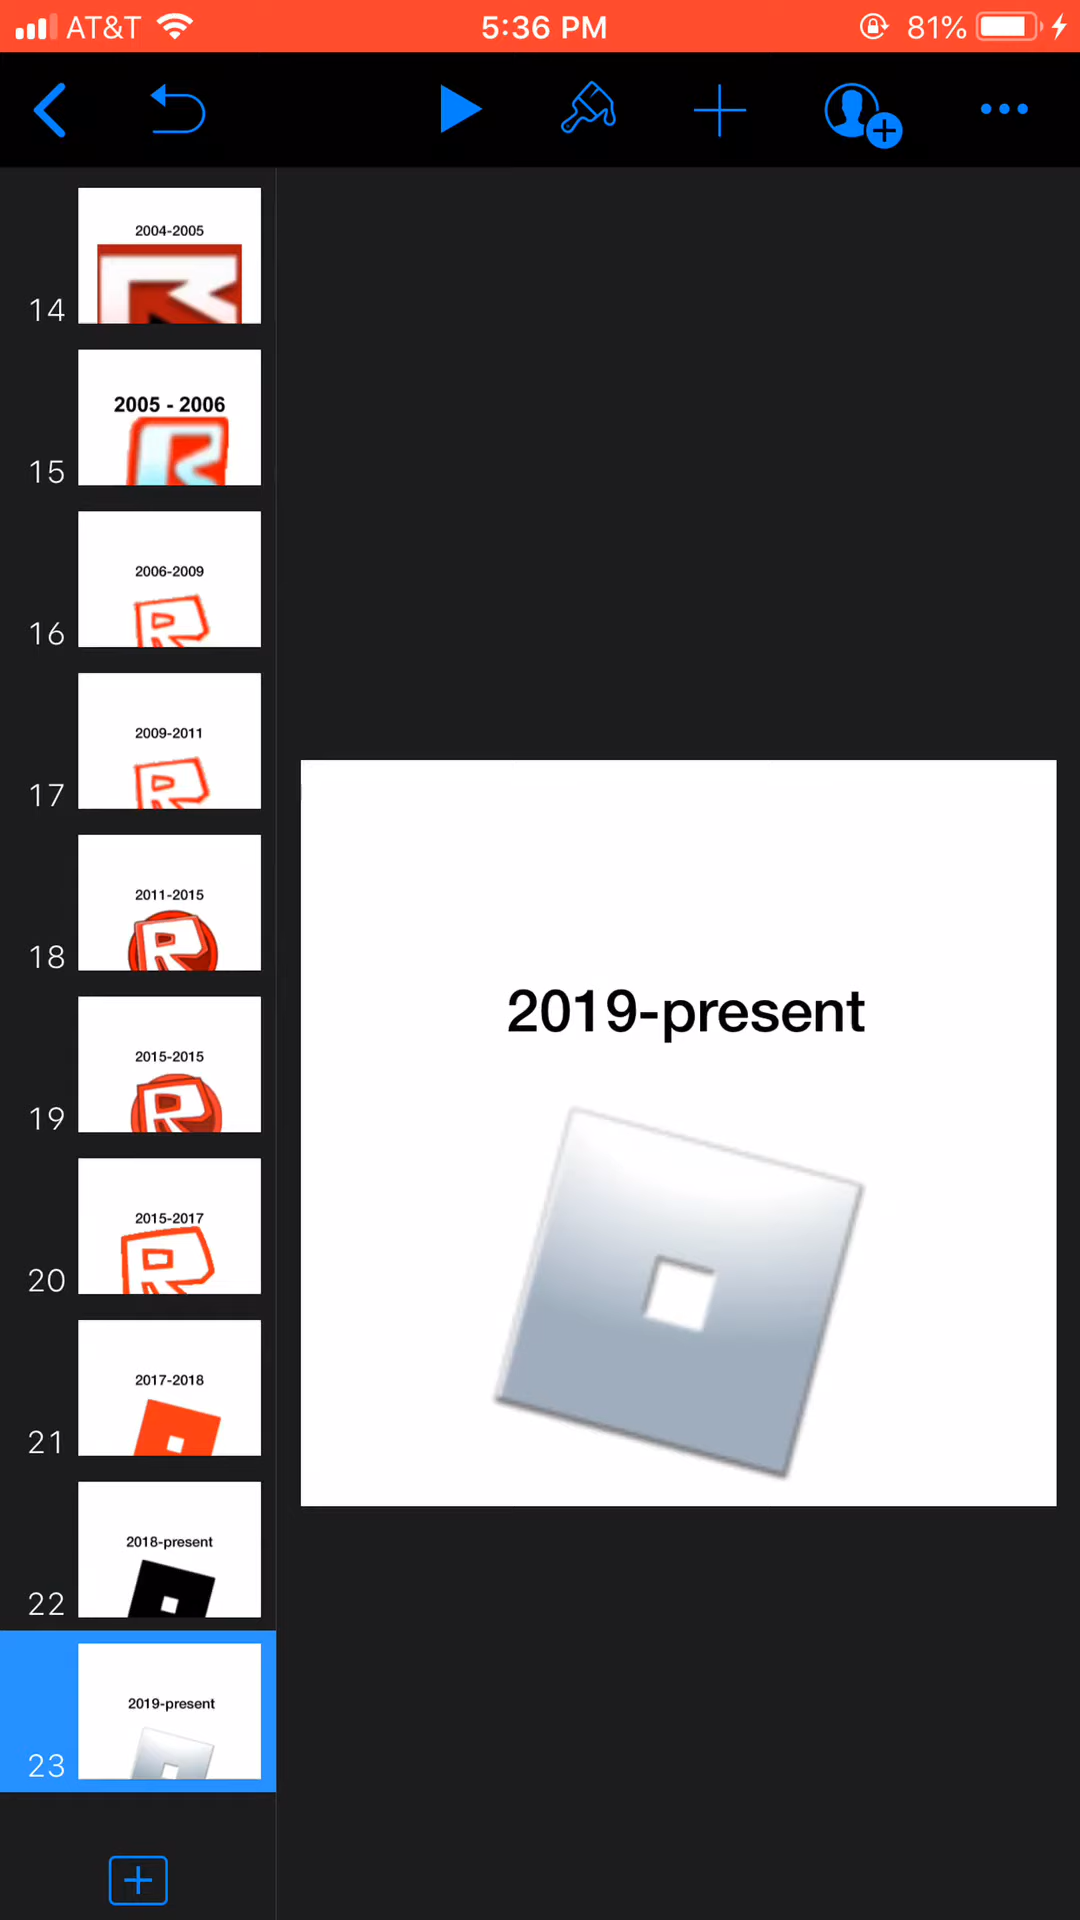 AT&T 5:36 PM 81%
2004-2005
14
2005 - 2006
15
2006-2009
R
16
2009-2011
R
17
2011-2015
R
18
2015-2015
R
19
2015-2017
R
20
2017-2018
21
2018-present
22
2019-present
23
2019-present